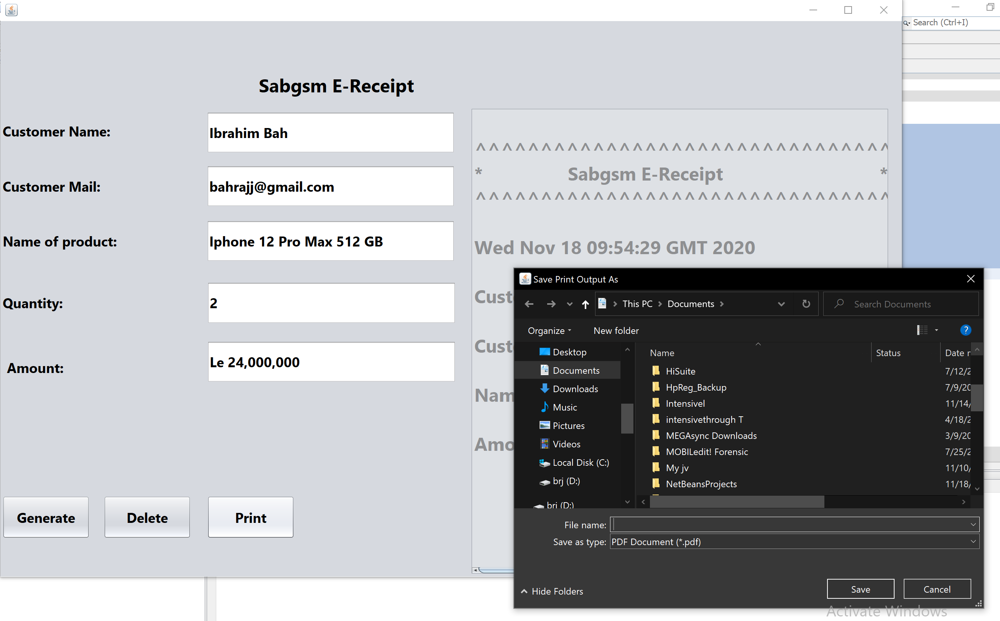 Search (Ctrl+I)
Sabgsm E-Receipt
Customer Name:
Ibrahim Bah
Customer Mail:
bahrajj@gmail.com
Name of product:
Iphone 12 Pro Max 512 GB
Quantity:
2
Amount:
Le 24,000,000
Generate
Delete
Print
^^^^^^^^^^^^^^^^^^^^^^^^^^^^^^^^
* Sabgsm E-Receipt *
^^^^^^^^^^^^^^^^^^^^^^^^^^^^^^^^
Wed Nov 18 09:54:29 GMT 2020
Cust
Cust
Nam
Amo
Save Print Output As
This PC > Documents >
Search Documents
Organize
New folder
?
Desktop
Documents
Downloads
Music
Pictures
Videos
Local Disk (C:)
brj (D:)
brj (D:)
Name Status Date r
HiSuite 7/12/2
HpReg_Backup 7/9/20
Intensivel 11/14/
intensivethrough T 4/18/2
MEGAsync Downloads 3/9/20
MOBILedit! Forensic 7/25/2
My jv 11/10/
NetBeansProjects 11/18/
File name:
Save as type: PDF Document (*.pdf)
Hide Folders
Save
Cancel
Activate Windows